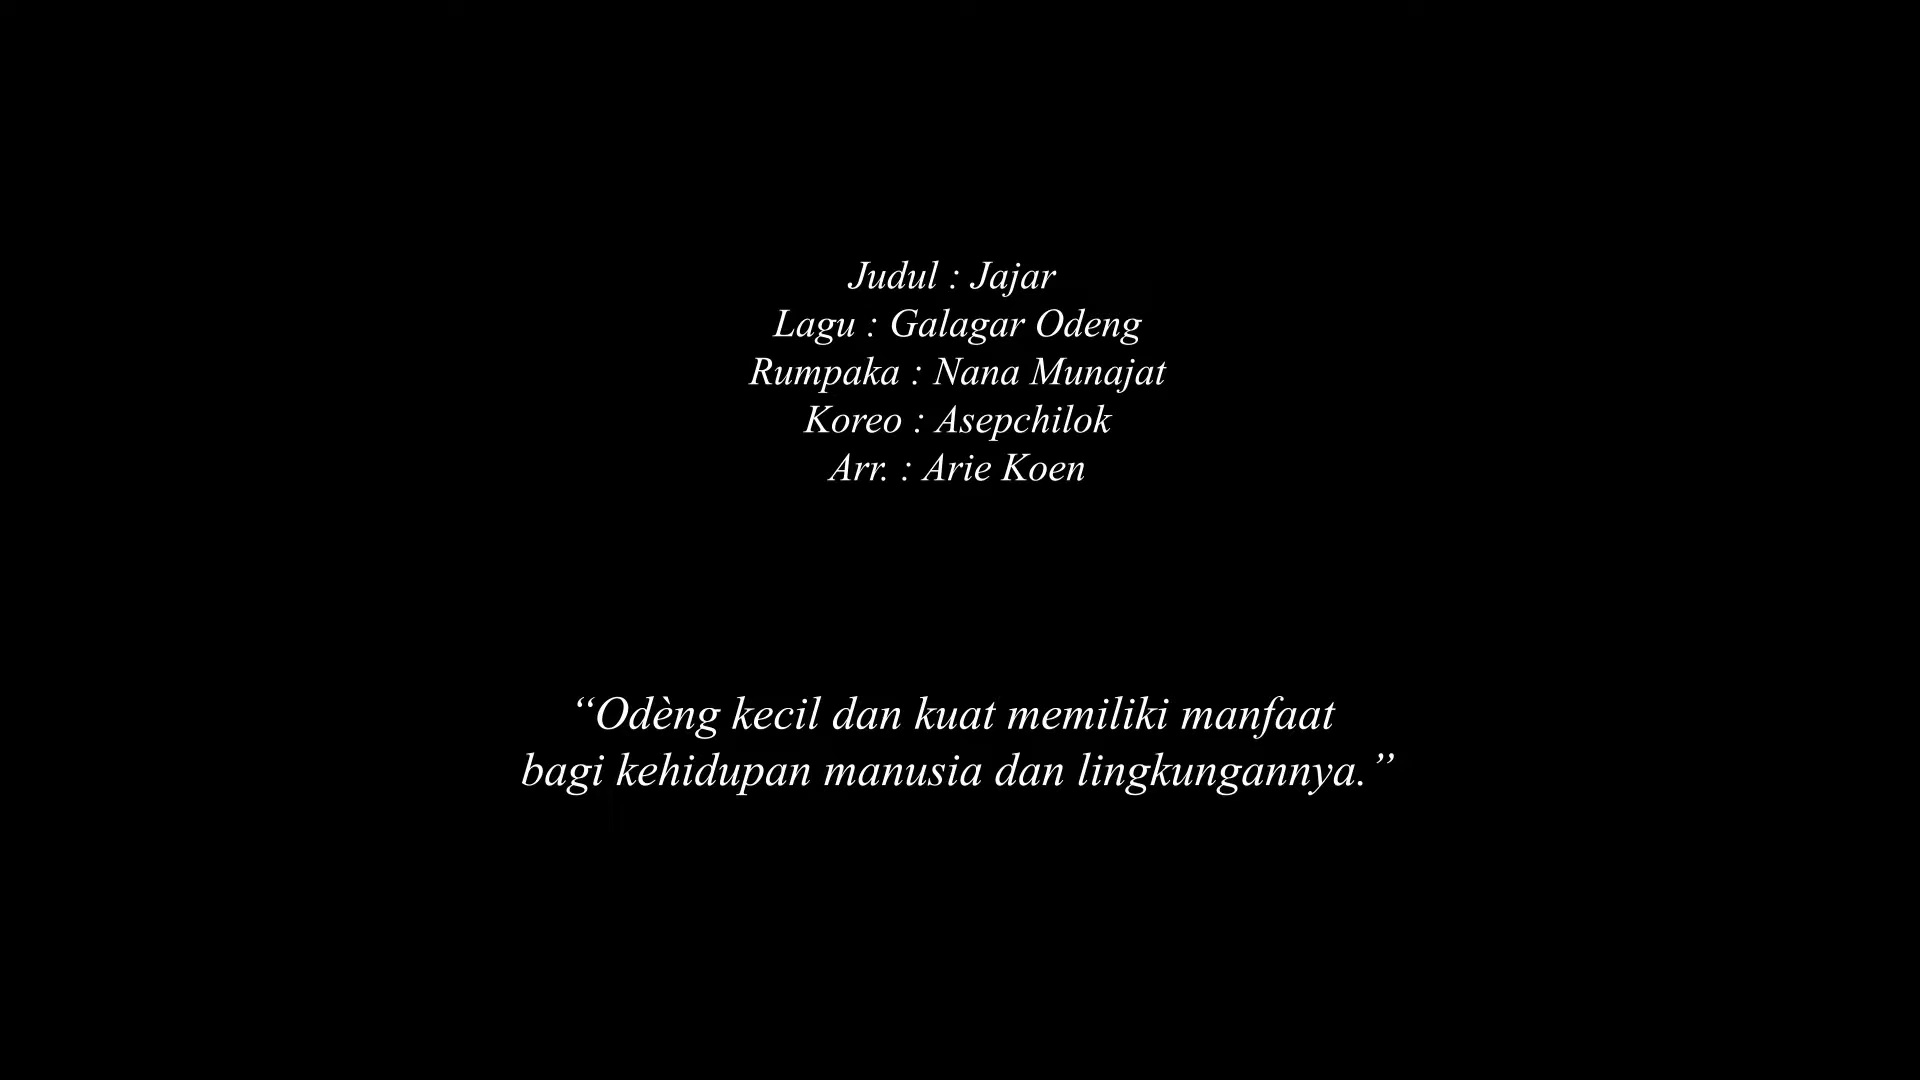 Judul : Jajar
Lagu : Galagar Odeng
Rumpaka : Nana Munajat
Koreo : Asepchilok
Arr. : Arie Koen
“Odèng kecil dan kuat memiliki manfaat
bagi kehidupan manusia dan lingkungannya.”